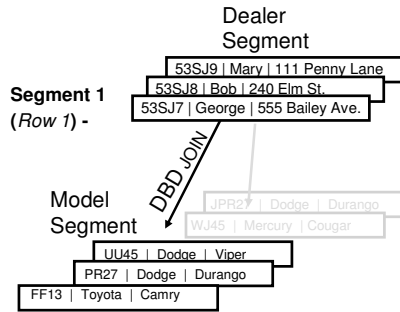 Dealer
Segment
53SJ9 | Mary | 111 Penny Lane
53SJ8 | Bob | 240 Elm St.
53SJ7 | George | 555 Bailey Ave.
Segment 1
(Row 1) -
DBD JOIN
Model
Segment
JPR27 | Dodge | Durango
WJ45 | Mercury | Cougar
UU45 | Dodge | Viper
PR27 | Dodge | Durango
FF13 | Toyota | Camry